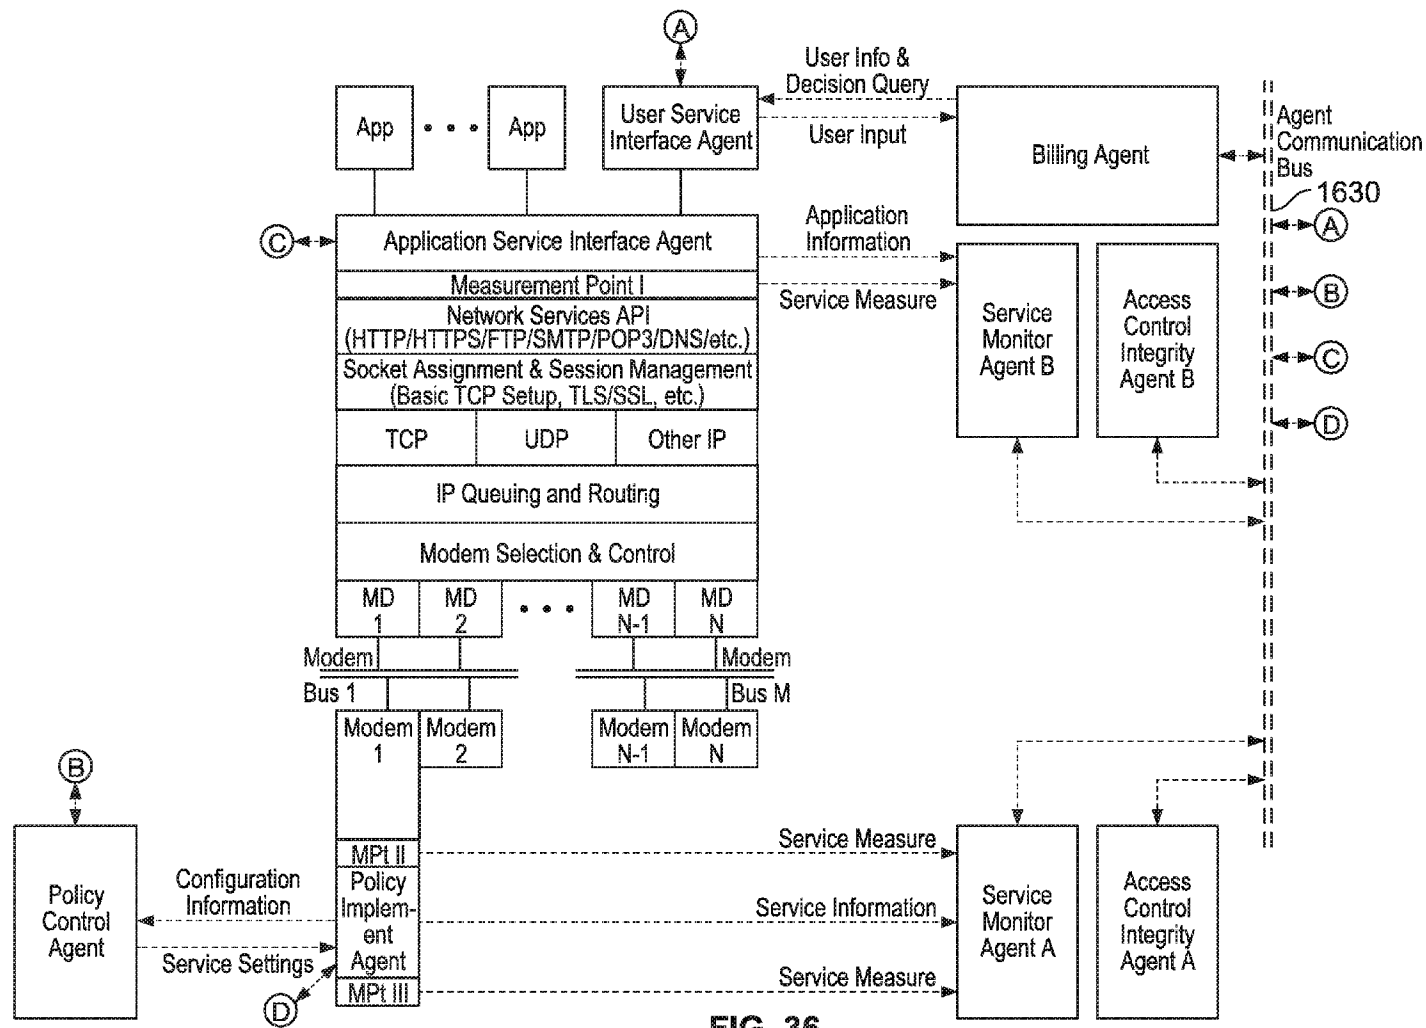 A
User Info &
Decision Query
User Input
App
• • •
App
User Service
Interface Agent
Billing Agent
Agent
Communication
Bus
1630
A
B
C
D
C
Application Service Interface Agent
Application
Information
Measurement Point I
Service Measure
Network Services API
(HTTP/HTTPS/FTP/SMTP/POP3/DNS/etc.)
Socket Assignment & Session Management
(Basic TCP Setup, TLS/SSL, etc.)
TCP
UDP
Other IP
IP Queuing and Routing
Modem Selection & Control
Service
Monitor
Agent B
Access
Control
Integrity
Agent B
MD
1
MD
2
• • •
MD
N-1
MD
N
Modem
Bus 1
Modem
Bus M
Modem
1
Modem
2
Modem
N-1
Modem
N
B
Policy
Control
Agent
Configuration
Information
Service Settings
D
MPt II
Policy
Implem-
ent
Agent
MPt III
Service Measure
Service Information
Service Measure
Service
Monitor
Agent A
Access
Control
Integrity
Agent A
FIG. 36